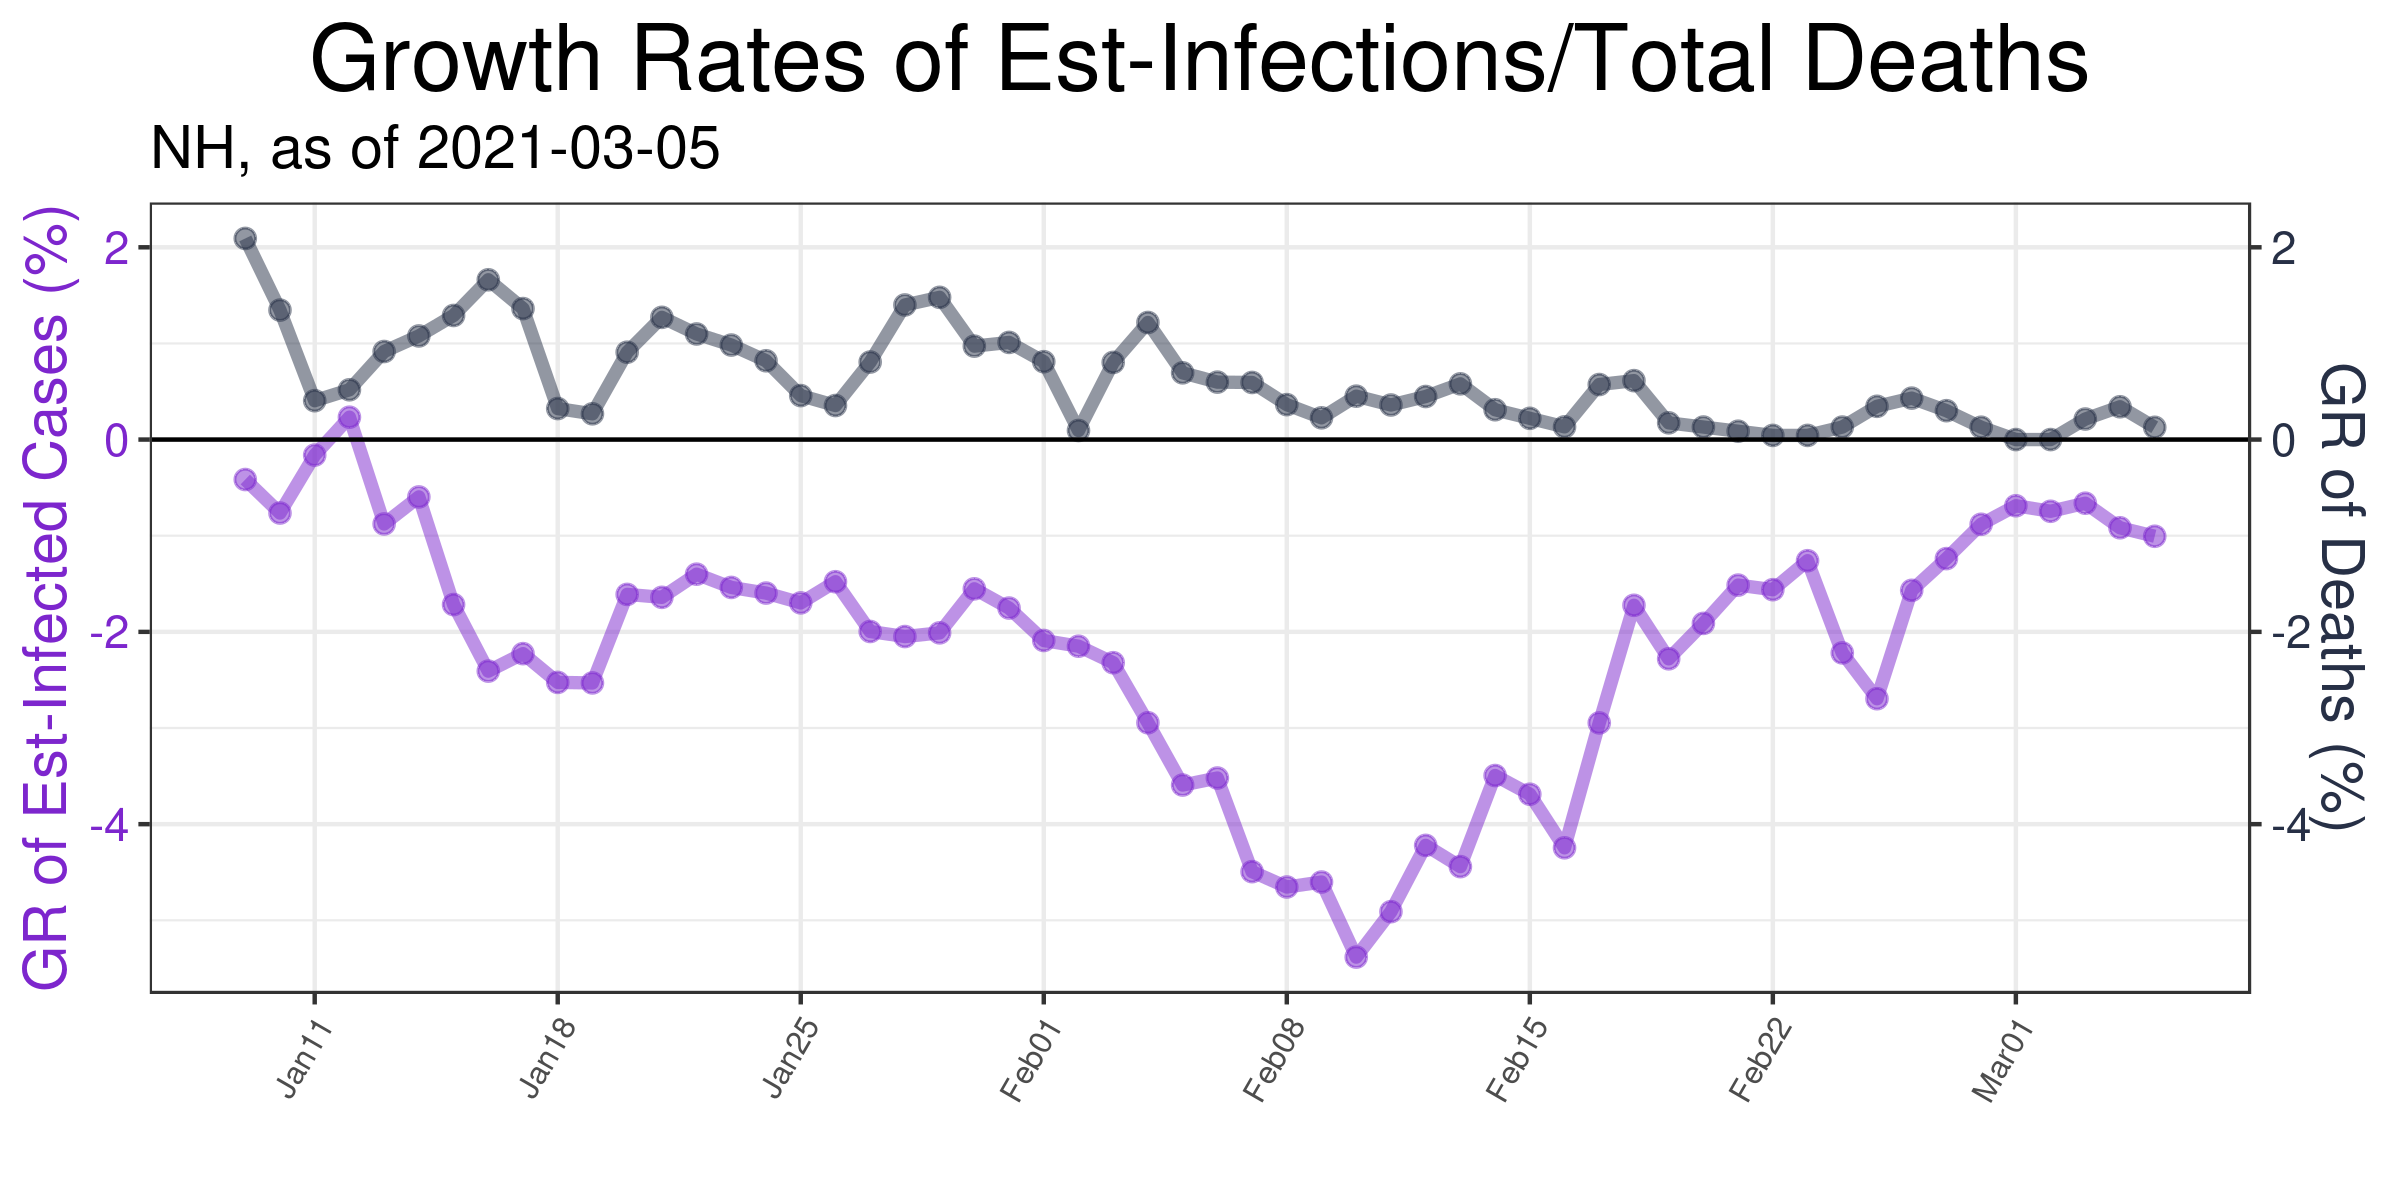 Growth Rates of Est-Infections/Total Deaths
NH, as of 2021-03-05
GR of Est-Infected Cases (%)
2
0
-2
-4
2
0
-2
-4
GR of Deaths (%)
Jan11
Jan18
Jan25
Feb01
Feb08
Feb15
Feb22
Mar01